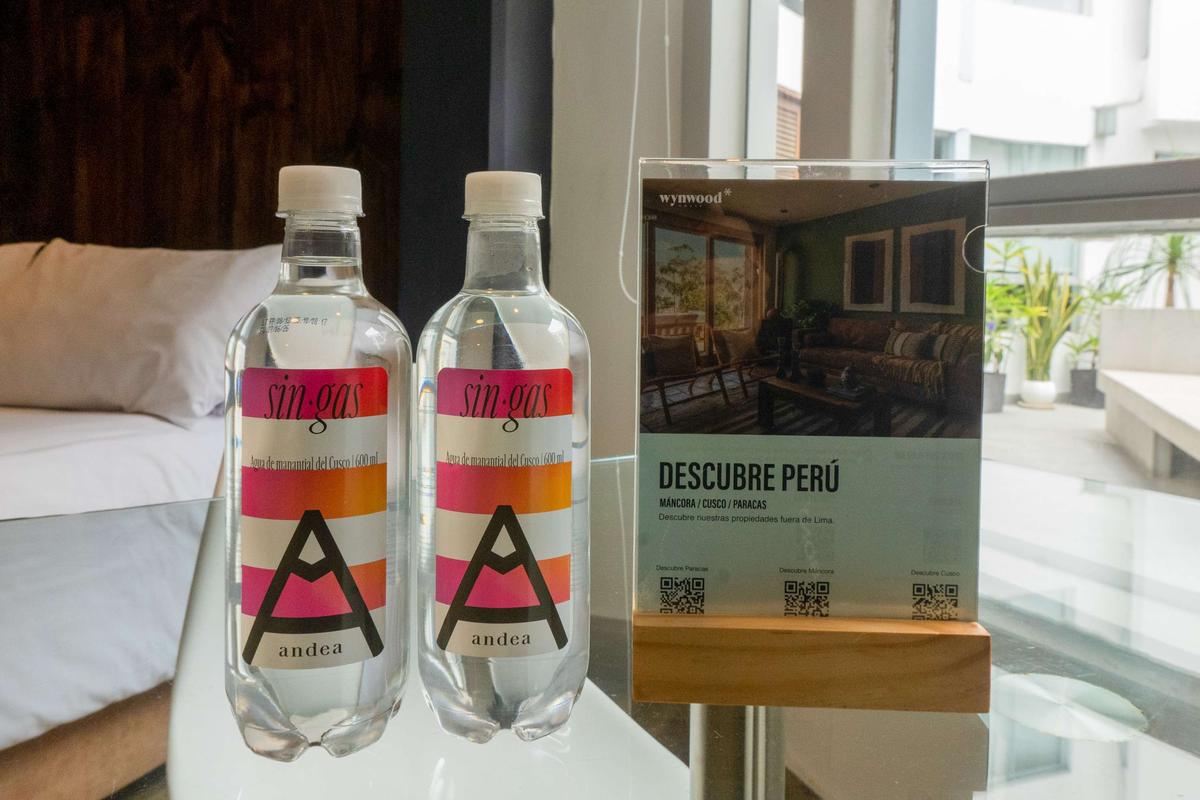 sin·gas
Agua de manantial del Cusco | 600 ml
andea
sin·gas
Agua de manantial del Cusco | 600 ml
andea
wynwood*
DESCUBRE PERÚ
MÁNCORA / CUSCO / PARACAS
Descubre nuestras propiedades fuera de Lima.
Descubre Paracas
Descubre Máncora
Descubre Cusco